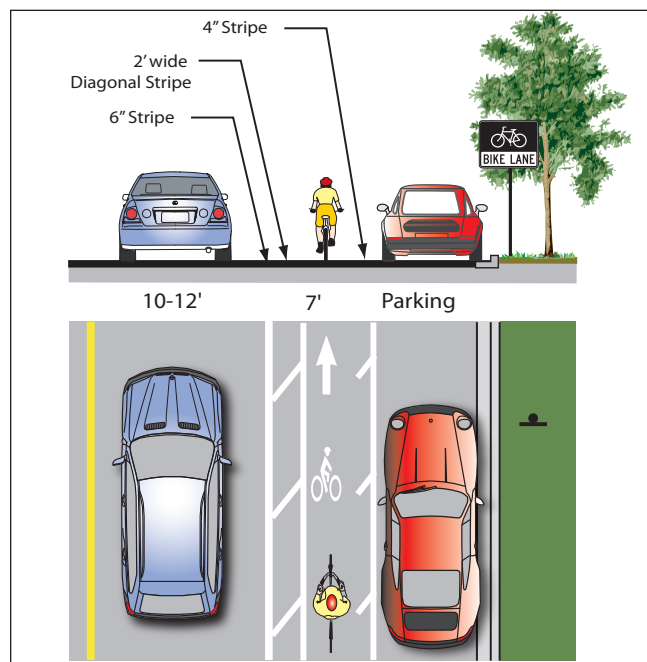 4” Stripe
2’ wide
Diagonal Stripe
6” Stripe
BIKE LANE
10-12'
7'
Parking